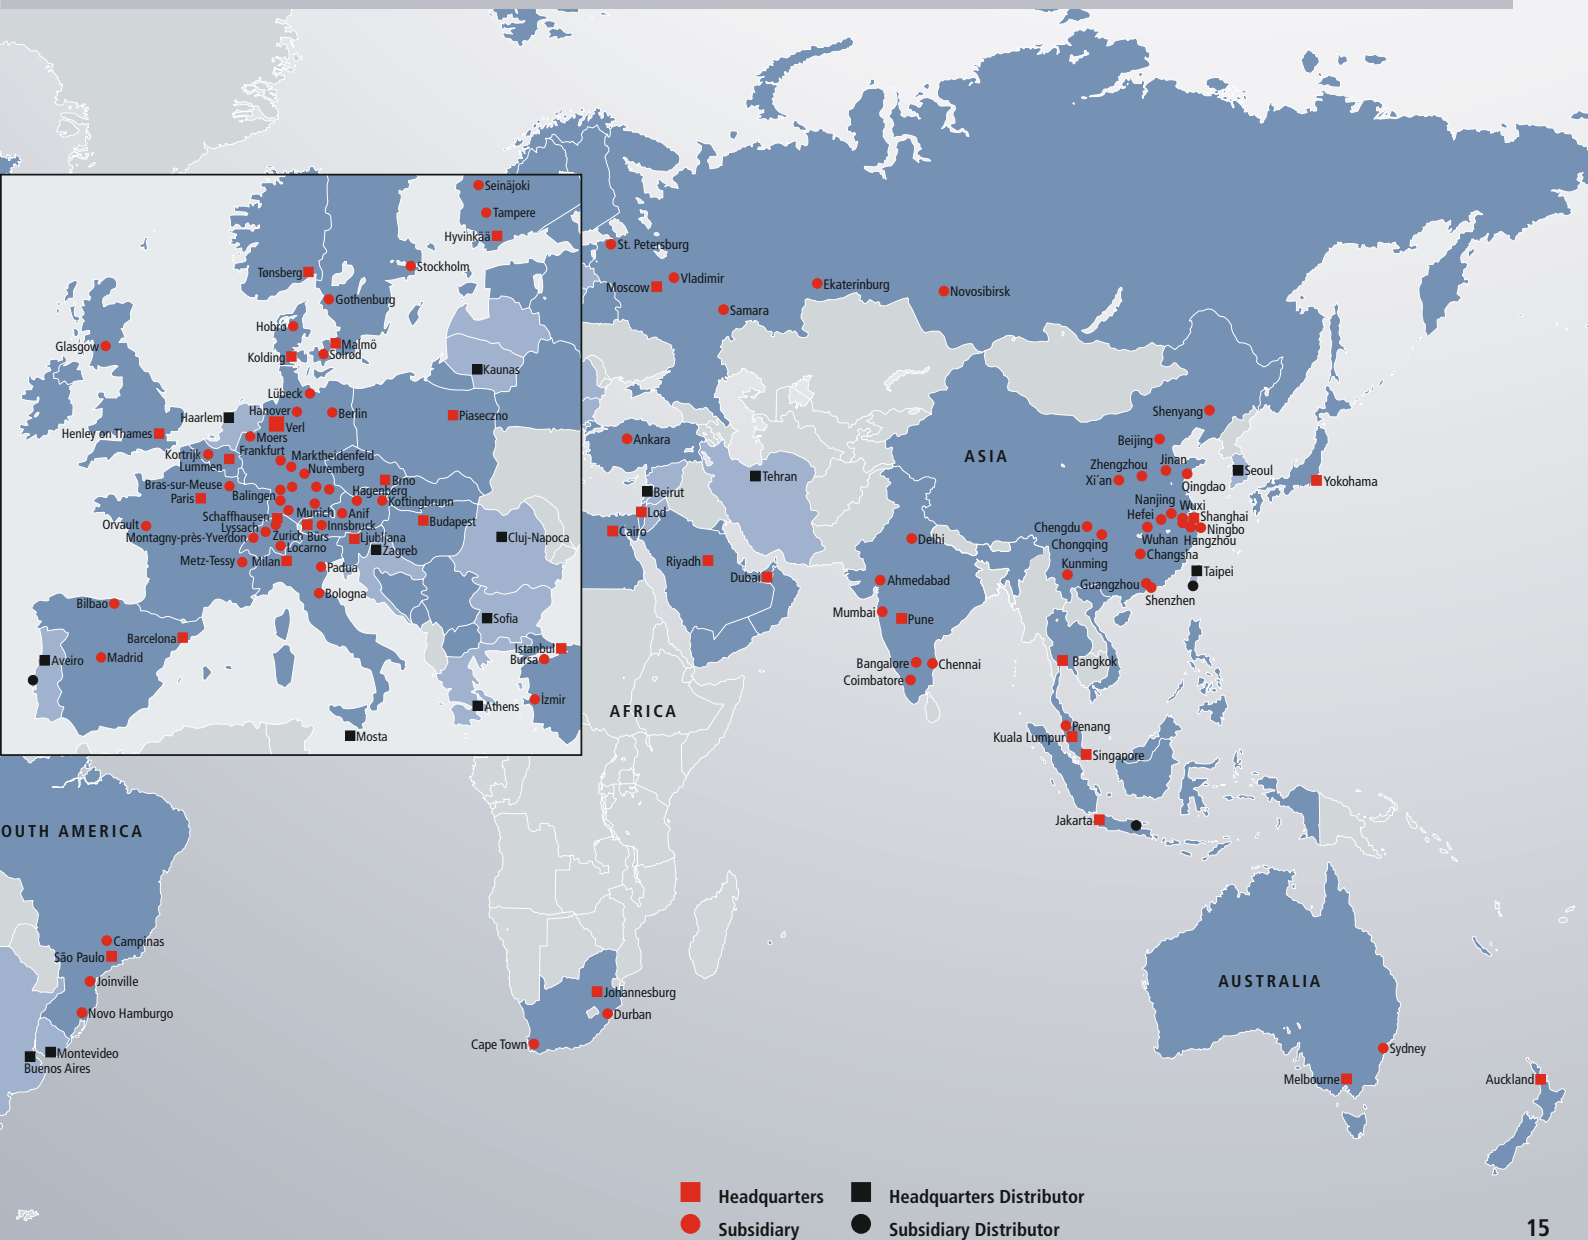 Seinäjoki
Tampere
Hyvinkää
Stockholm
Tønsberg
Gothenburg
Hobro
Malmö
Solrød
Kolding
Glasgow
Kaunas
Lübeck
Hanover
Berlin
Haarlem
Verl
Piaseczno
Henley on Thames
Moers
Kortrijk
Frankfurt
Marktheidenfeld
Lummen
Nuremberg
Bras-sur-Meuse
Brno
Paris
Balingen
Hagenberg
Kottingbrunn
Schaffhausen
Munich
Anif
Orvault
Lyssach
Innsbruck
Budapest
Montagny-près-Yverdon
Zurich
Bürs
Ljubljana
Cluj-Napoca
Locarno
Zagreb
Metz-Tessy
Milan
Padua
Bilbao
Bologna
Sofia
Barcelona
Istanbul
Bursa
Aveiro
Madrid
İzmir
Athens
Mosta
St. Petersburg
Vladimir
Moscow
Ekaterinburg
Novosibirsk
Samara
Ankara
ASIA
Shenyang
Beijing
Tehran
Beirut
Lod
Cairo
Zhengzhou
Jinan
Seoul
Xi´an
Qingdao
Yokohama
Nanjing
Wuxi
Hefei
Shanghai
Chengdu
Ningbo
Wuhan
Hangzhou
Chongqing
Delhi
Changsha
Riyadh
Kunming
Dubai
Taipei
Ahmedabad
Guangzhou
Shenzhen
Mumbai
Pune
Bangalore
Chennai
Bangkok
Coimbatore
AFRICA
Penang
Kuala Lumpur
Singapore
Jakarta
OUTH AMERICA
Campinas
São Paulo
Joinville
AUSTRALIA
Johannesburg
Novo Hamburgo
Durban
Cape Town
Montevideo
Buenos Aires
Sydney
Melbourne
Auckland
Headquarters
Headquarters Distributor
Subsidiary
Subsidiary Distributor
15